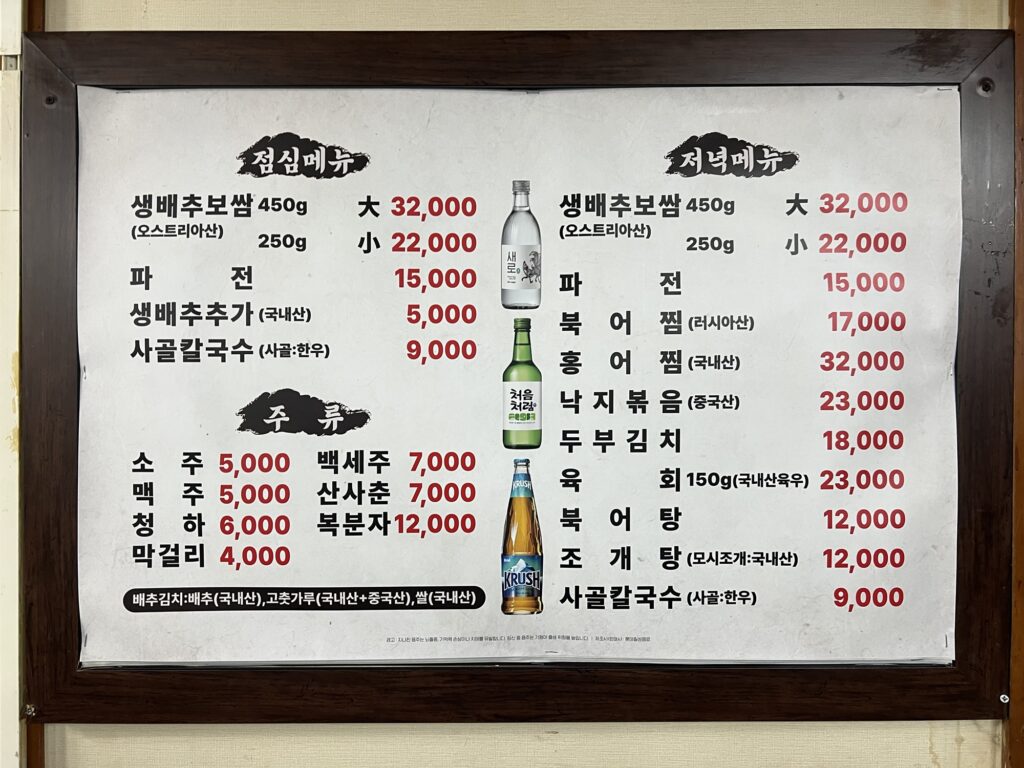 점심메뉴
생배추보쌈 450g 大 32,000
(오스트리아산) 250g 小 22,000
파 전 15,000
생배추추가 (국내산) 5,000
사골칼국수 (사골:한우) 9,000
주 류
소 주 5,000 백세주 7,000
맥 주 5,000 산사춘 7,000
청 하 6,000 복분자 12,000
막걸리 4,000
배추김치:배추(국내산),고춧가루(국내산+중국산),쌀(국내산)
새로
처음
처럼
KRUSH
KRUSH
저녁메뉴
생배추보쌈 450g 大 32,000
(오스트리아산) 250g 小 22,000
파 전 15,000
북 어 찜 (러시아산) 17,000
홍 어 찜 (국내산) 32,000
낙 지 볶 음 (중국산) 23,000
두 부 김 치 18,000
육 회 150g(국내산육우) 23,000
북 어 탕 12,000
조 개 탕 (모시조개:국내산) 12,000
사골칼국수 (사골:한우) 9,000